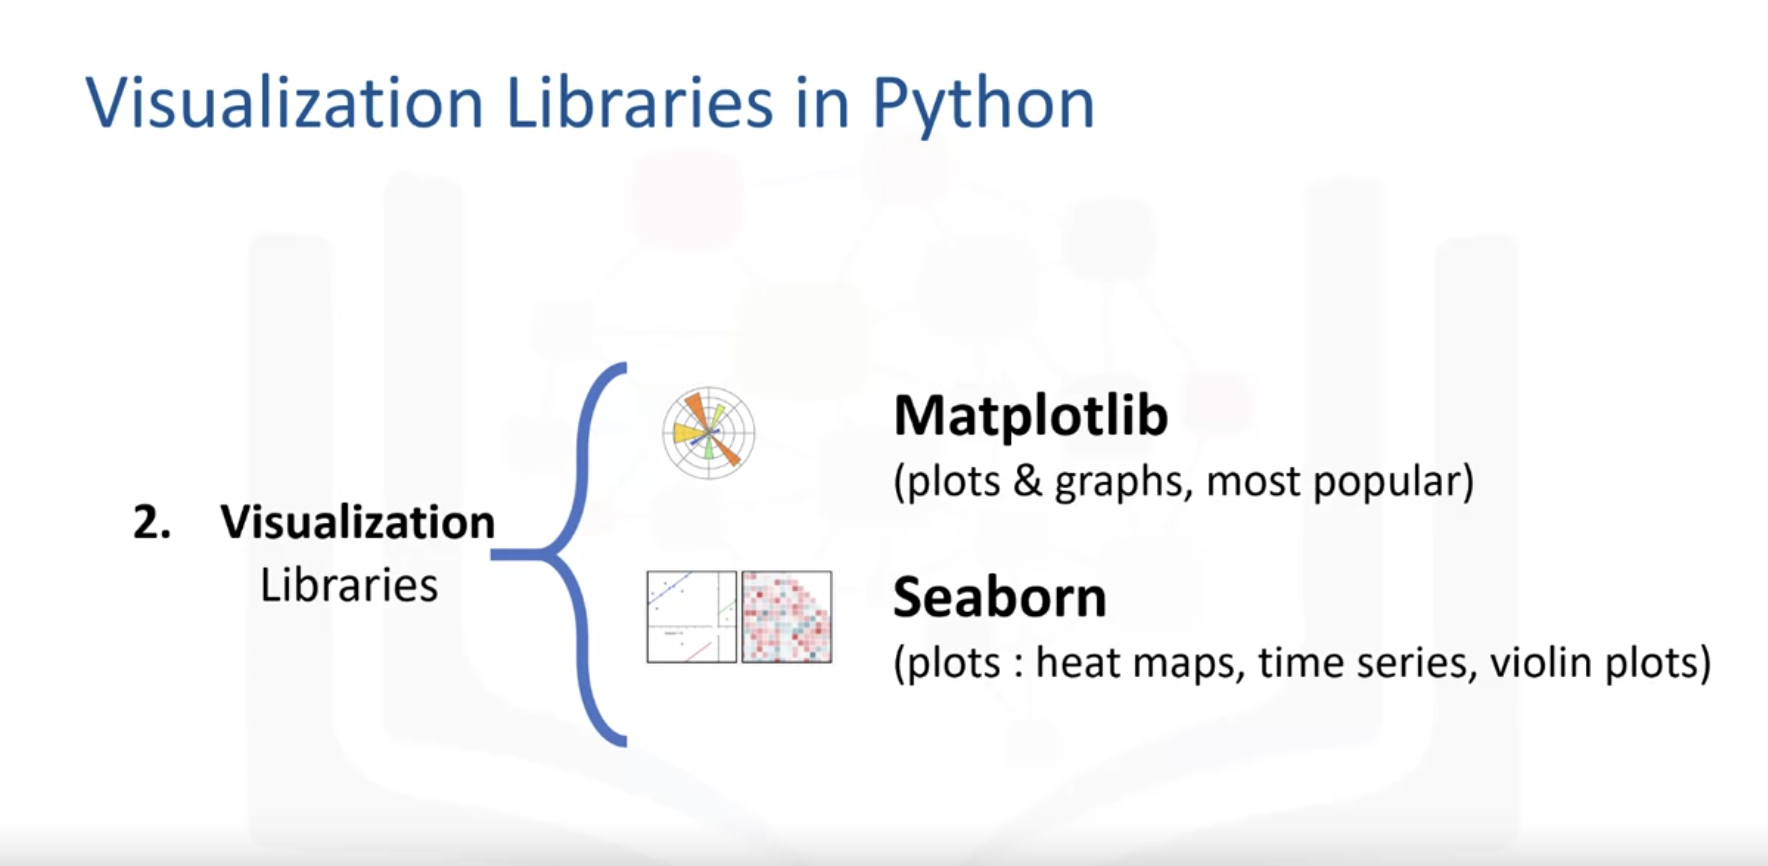 Visualization Libraries in Python
2. Visualization
Libraries
Matplotlib
(plots & graphs, most popular)
Seaborn
(plots : heat maps, time series, violin plots)